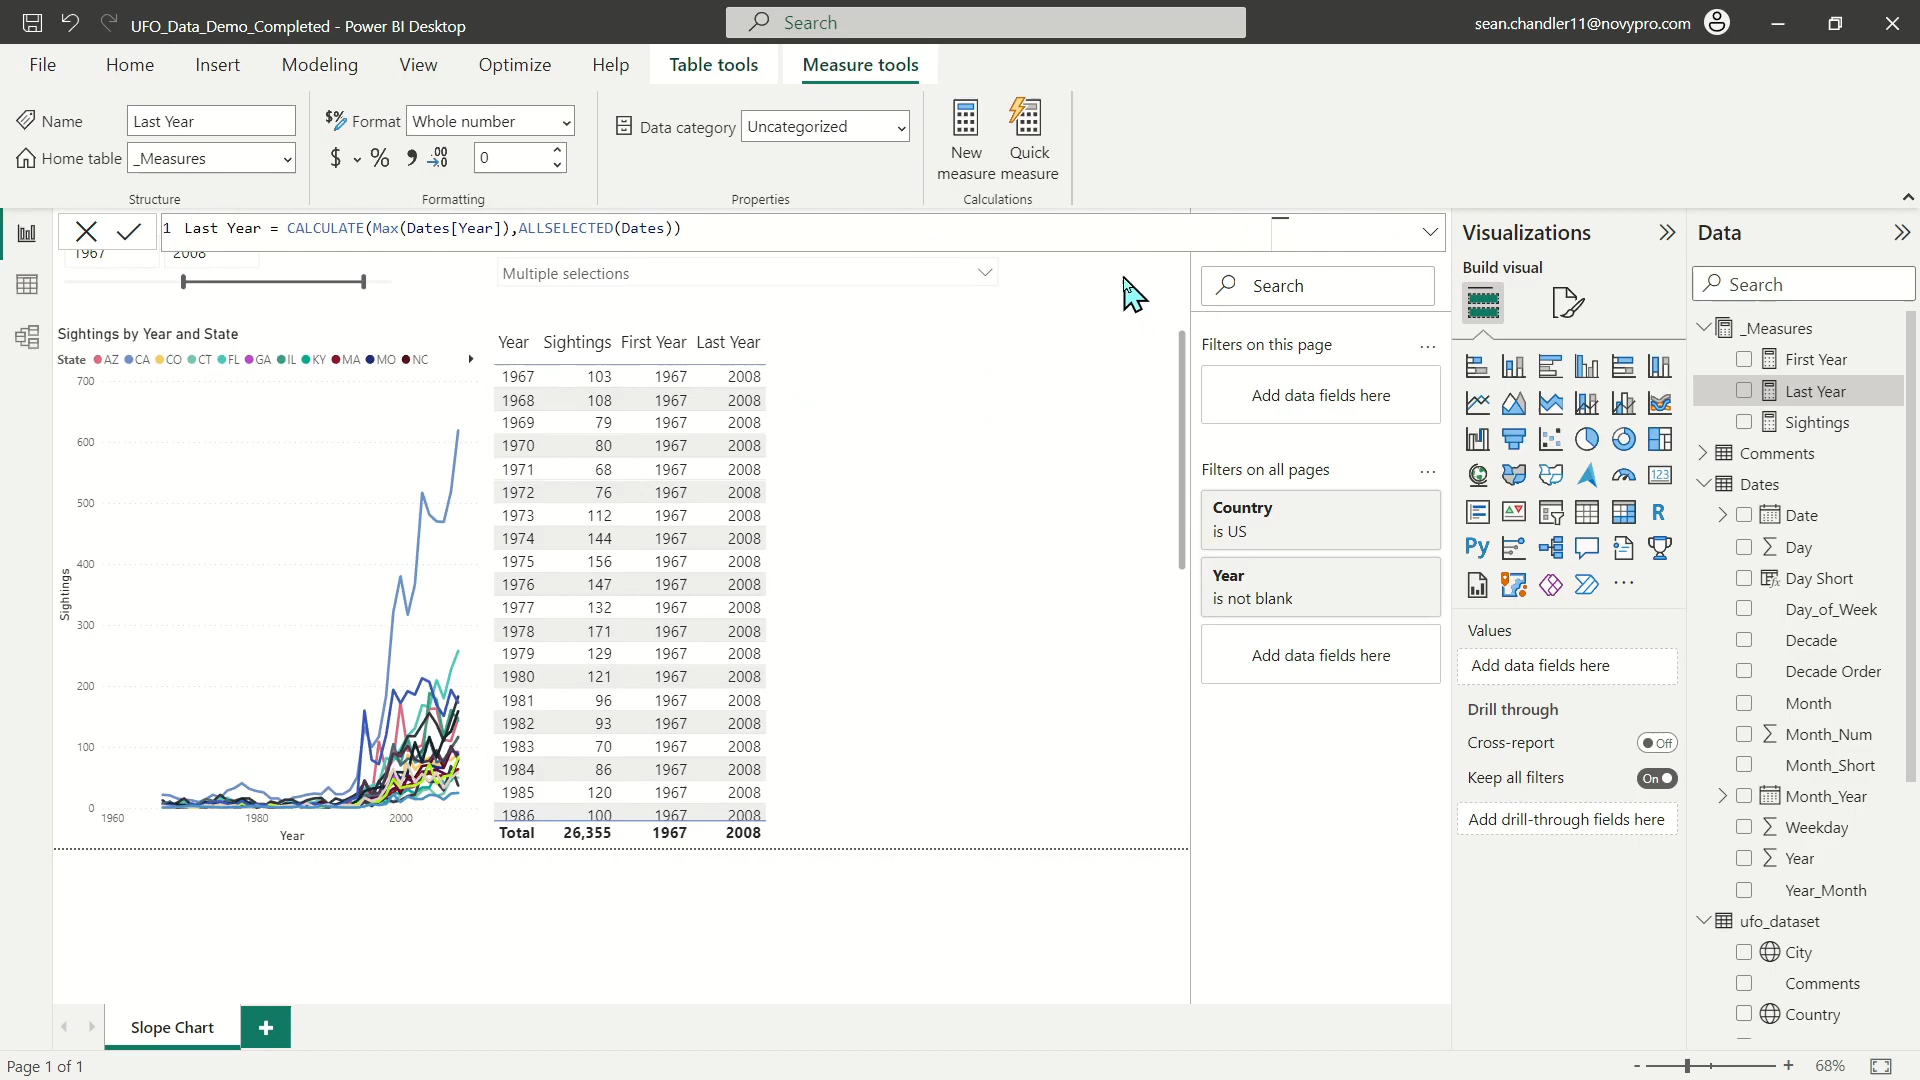 UFO_Data_Demo_Completed - Power BI Desktop
Search
sean.chandler11@novypro.com
File Home Insert Modeling View Optimize Help Table tools Measure tools
Name Last Year
Home table _Measures
Structure
$% Format Whole number
$ % , .00 0
Formatting
Data category Uncategorized
Properties
New measure
Quick measure
Calculations
1 Last Year = CALCULATE(Max(Dates[Year]),ALLSELECTED(Dates))
1967 2008
Multiple selections
Sightings by Year and State
State AZ CA CO CT FL GA IL KY MA MO NC
700
600
500
400
300
200
100
0
Sightings
1960 1980 2000
Year
Year Sightings First Year Last Year
1967 103 1967 2008
1968 108 1967 2008
1969 79 1967 2008
1970 80 1967 2008
1971 68 1967 2008
1972 76 1967 2008
1973 112 1967 2008
1974 144 1967 2008
1975 156 1967 2008
1976 147 1967 2008
1977 132 1967 2008
1978 171 1967 2008
1979 129 1967 2008
1980 121 1967 2008
1981 96 1967 2008
1982 93 1967 2008
1983 70 1967 2008
1984 86 1967 2008
1985 120 1967 2008
1986 100 1967 2008
Total 26,355 1967 2008
Search
Filters on this page ...
Add data fields here
Filters on all pages ...
Country
is US
Year
is not blank
Add data fields here
Visualizations
Build visual
123
R
Py
...
Values
Add data fields here
Drill through
Cross-report Off
Keep all filters On
Add drill-through fields here
Data
Search
_Measures
First Year
Last Year
Sightings
Comments
Dates
Date
Day
Day Short
Day_of_Week
Decade
Decade Order
Month
Month_Num
Month_Short
Month_Year
Weekday
Year
Year_Month
ufo_dataset
City
Comments
Country
Slope Chart
+
Page 1 of 1
- + 68%